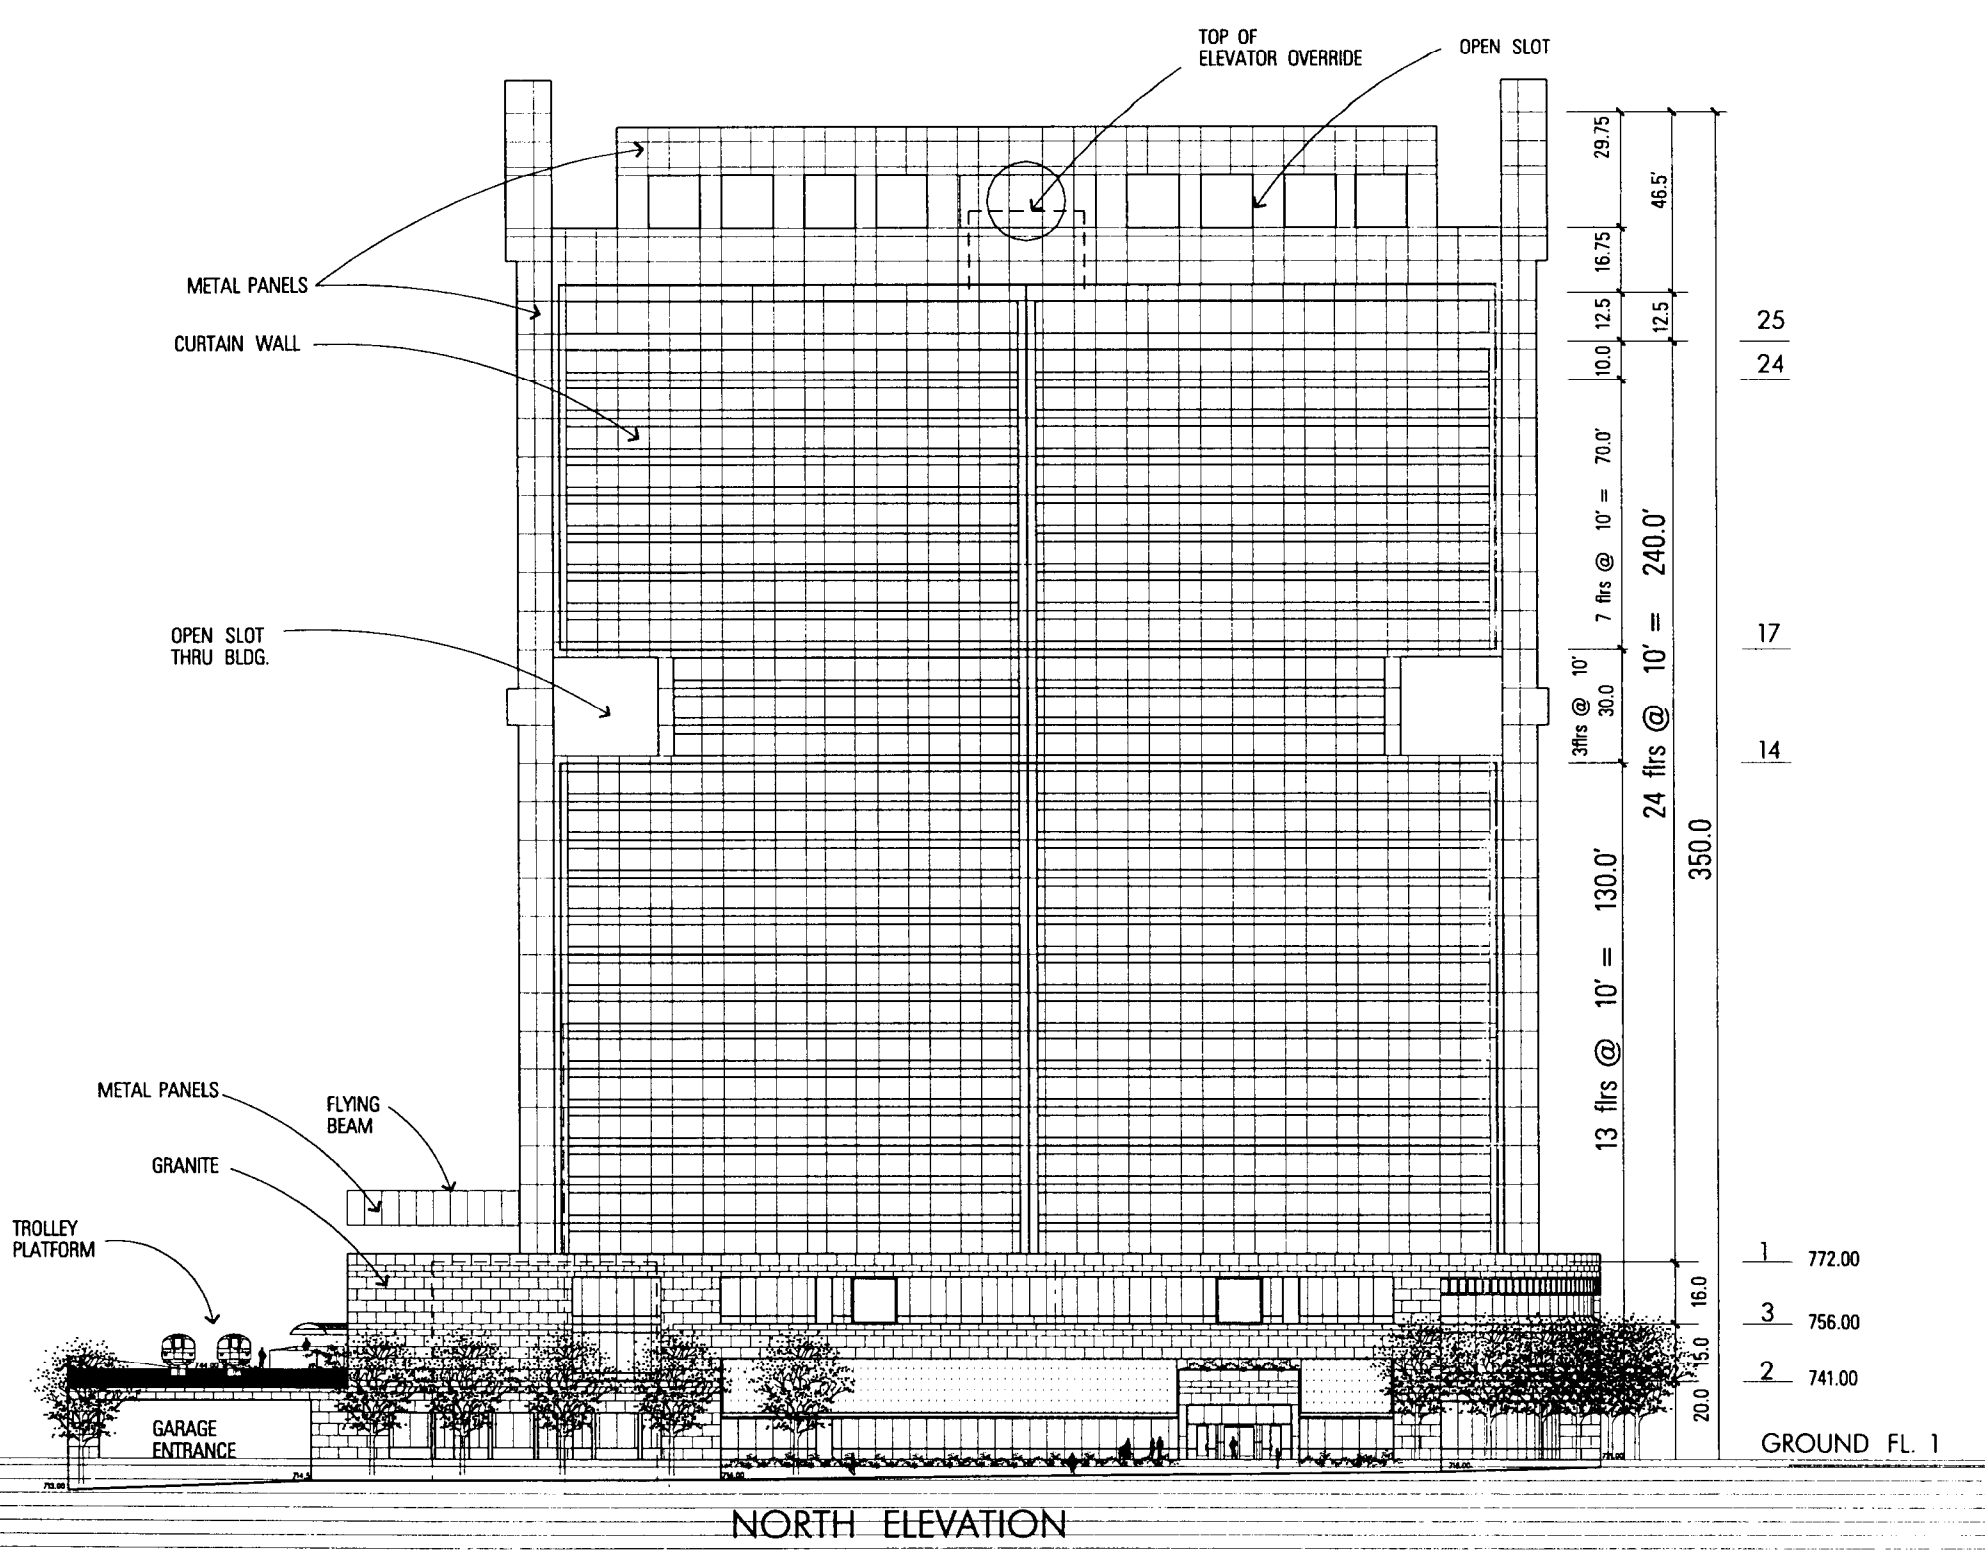 TOP OF
ELEVATOR OVERRIDE
OPEN SLOT
METAL PANELS
CURTAIN WALL
OPEN SLOT
THRU BLDG.
METAL PANELS
FLYING
BEAM
GRANITE
TROLLEY
PLATFORM
GARAGE
ENTRANCE
29.75
46.5'
16.75
12.5
12.5
25
10.0
24
7 flrs @ 10' = 70.0'
24 flrs @ 10' = 240.0'
17
3flrs @ 10'
30.0
14
350.0
13 flrs @ 10' = 130.0'
1 772.00
16.0
3 756.00
15.0
2 741.00
20.0
GROUND FL. 1
NORTH ELEVATION